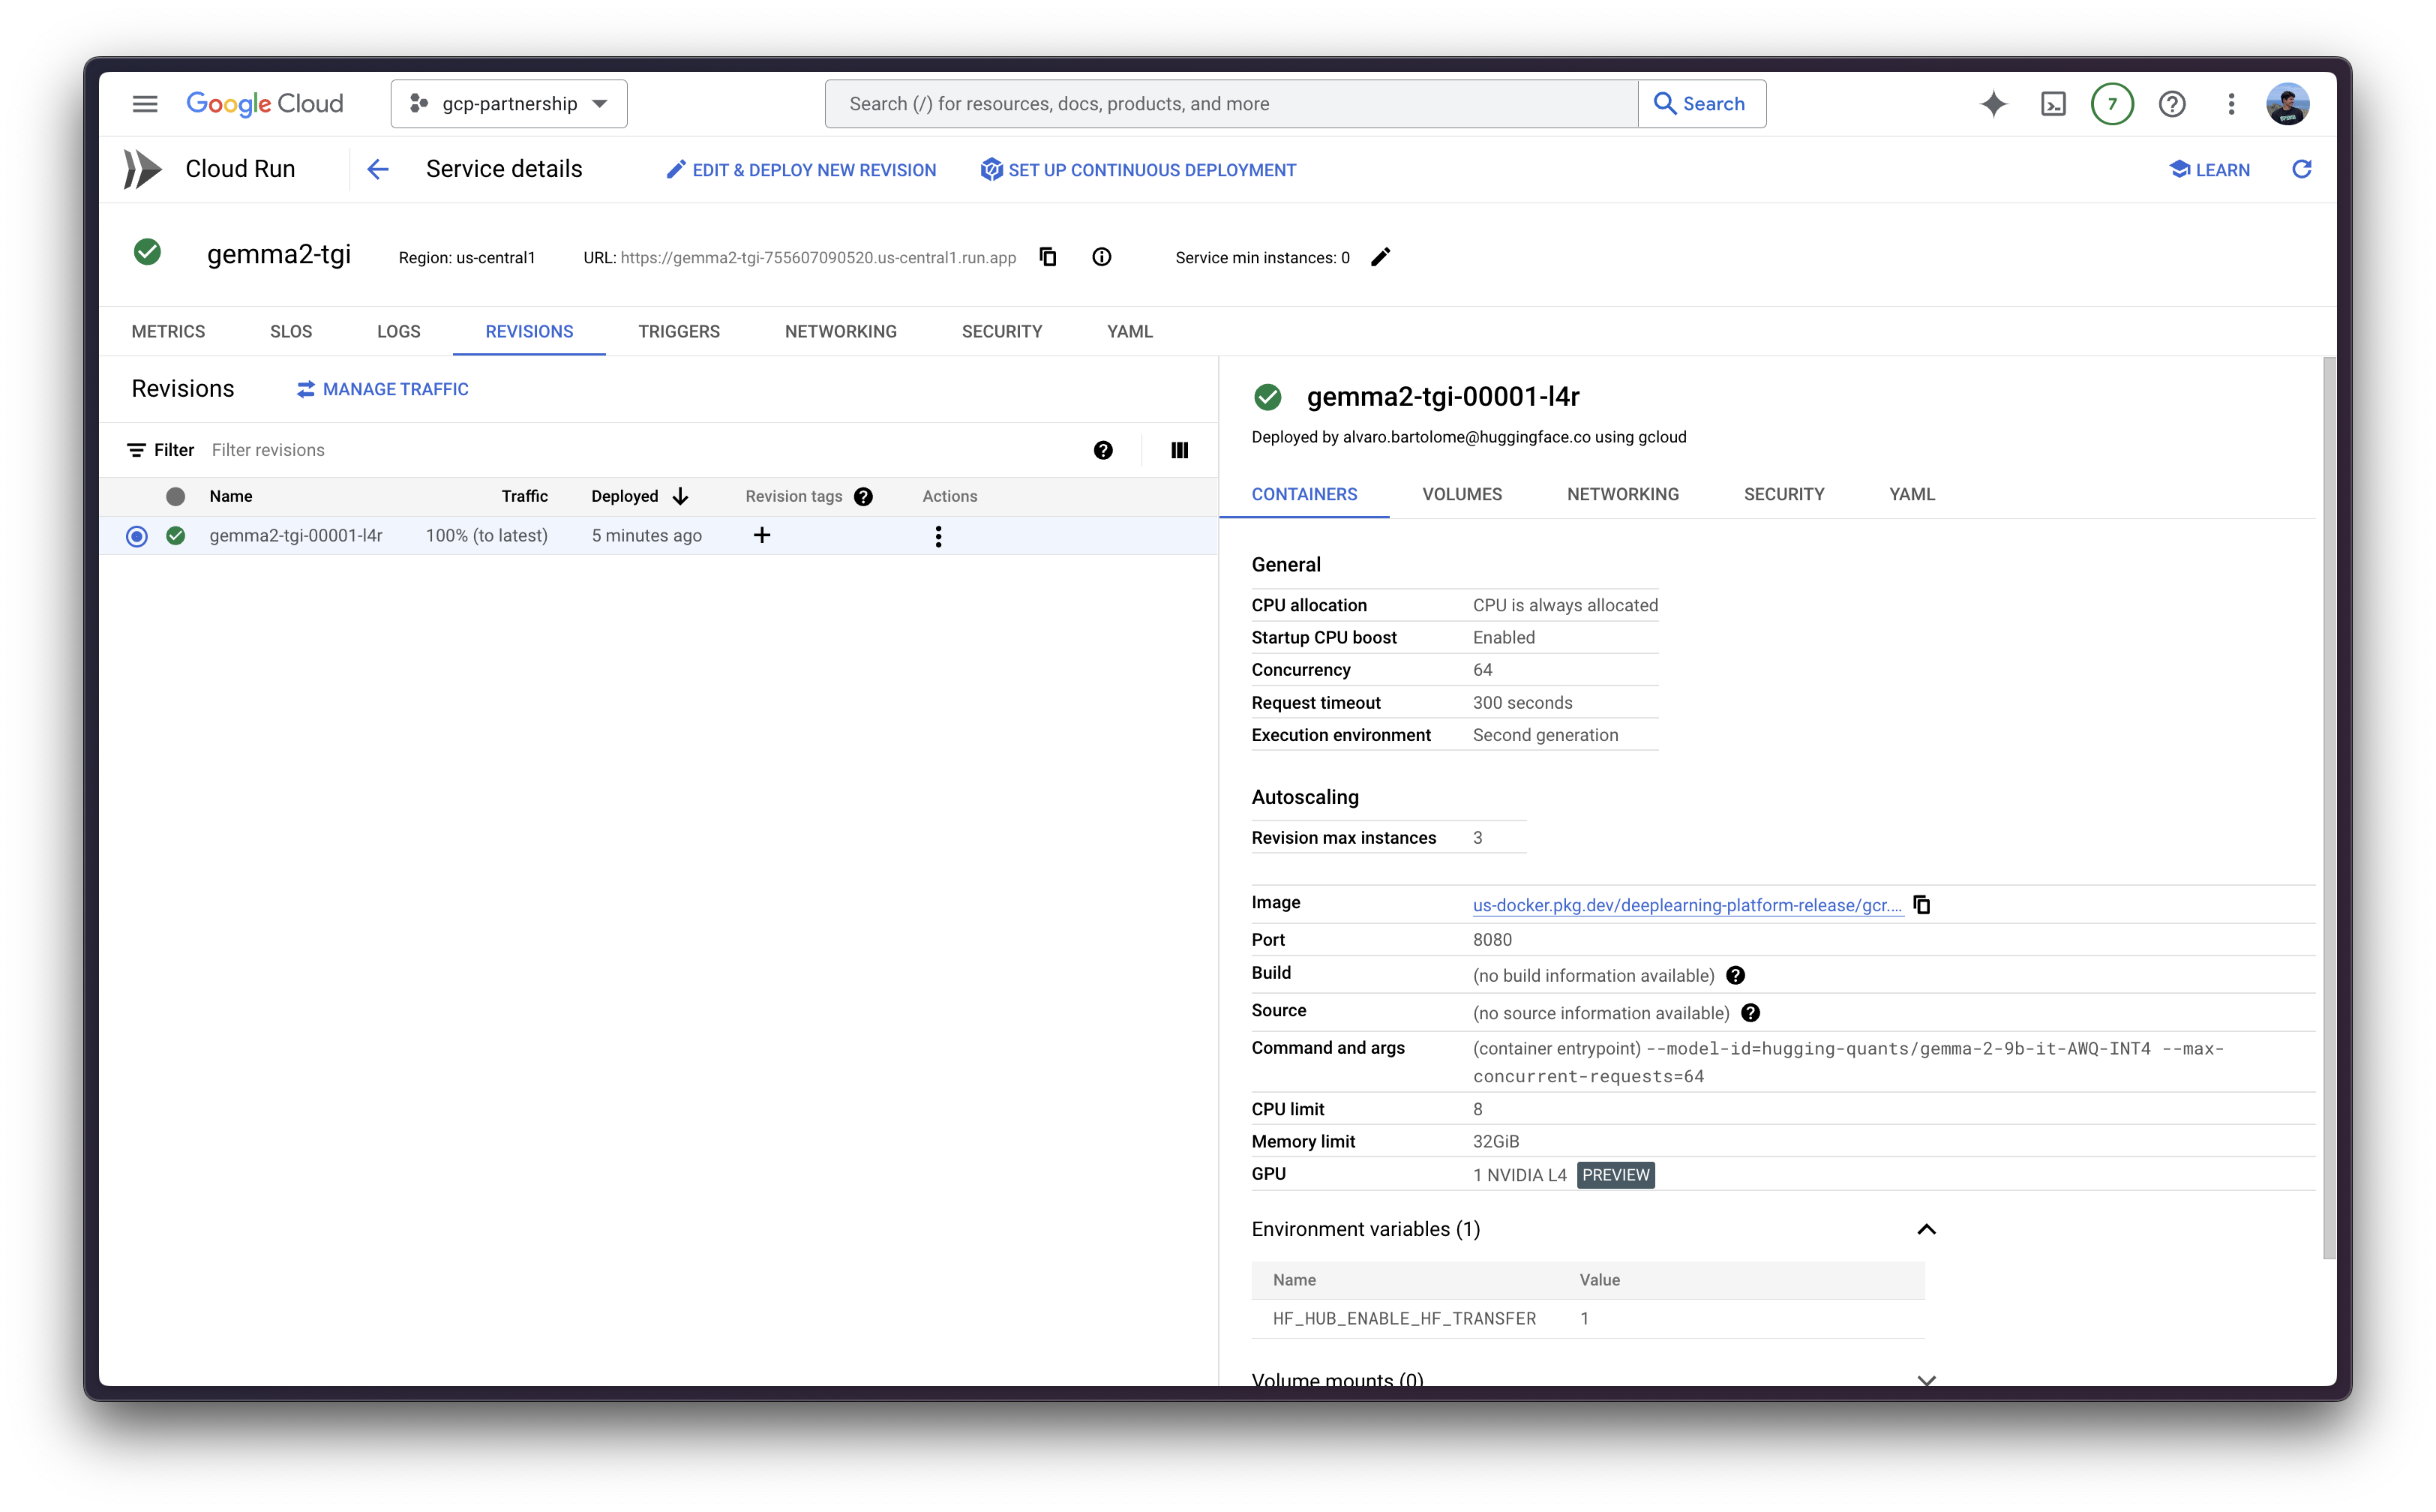 Google Cloud
gcp-partnership
Search (/) for resources, docs, products, and more
Search
7
Cloud Run
Service details
EDIT & DEPLOY NEW REVISION
SET UP CONTINUOUS DEPLOYMENT
LEARN
gemma2-tgi
Region: us-central1
URL: https://gemma2-tgi-755607090520.us-central1.run.app
Service min instances: 0
METRICS SLOS LOGS REVISIONS TRIGGERS NETWORKING SECURITY YAML
Revisions
MANAGE TRAFFIC
Filter Filter revisions
Name Traffic Deployed Revision tags Actions
gemma2-tgi-00001-l4r 100% (to latest) 5 minutes ago
gemma2-tgi-00001-l4r
Deployed by alvaro.bartolome@huggingface.co using gcloud
CONTAINERS VOLUMES NETWORKING SECURITY YAML
General
CPU allocation CPU is always allocated
Startup CPU boost Enabled
Concurrency 64
Request timeout 300 seconds
Execution environment Second generation
Autoscaling
Revision max instances 3
Image us-docker.pkg.dev/deeplearning-platform-release/gcr....
Port 8080
Build (no build information available)
Source (no source information available)
Command and args (container entrypoint) --model-id=hugging-quants/gemma-2-9b-it-AWQ-INT4 --max-
concurrent-requests=64
CPU limit 8
Memory limit 32GiB
GPU 1 NVIDIA L4 PREVIEW
Environment variables (1)
Name Value
HF_HUB_ENABLE_HF_TRANSFER 1
Volume mounts (0)